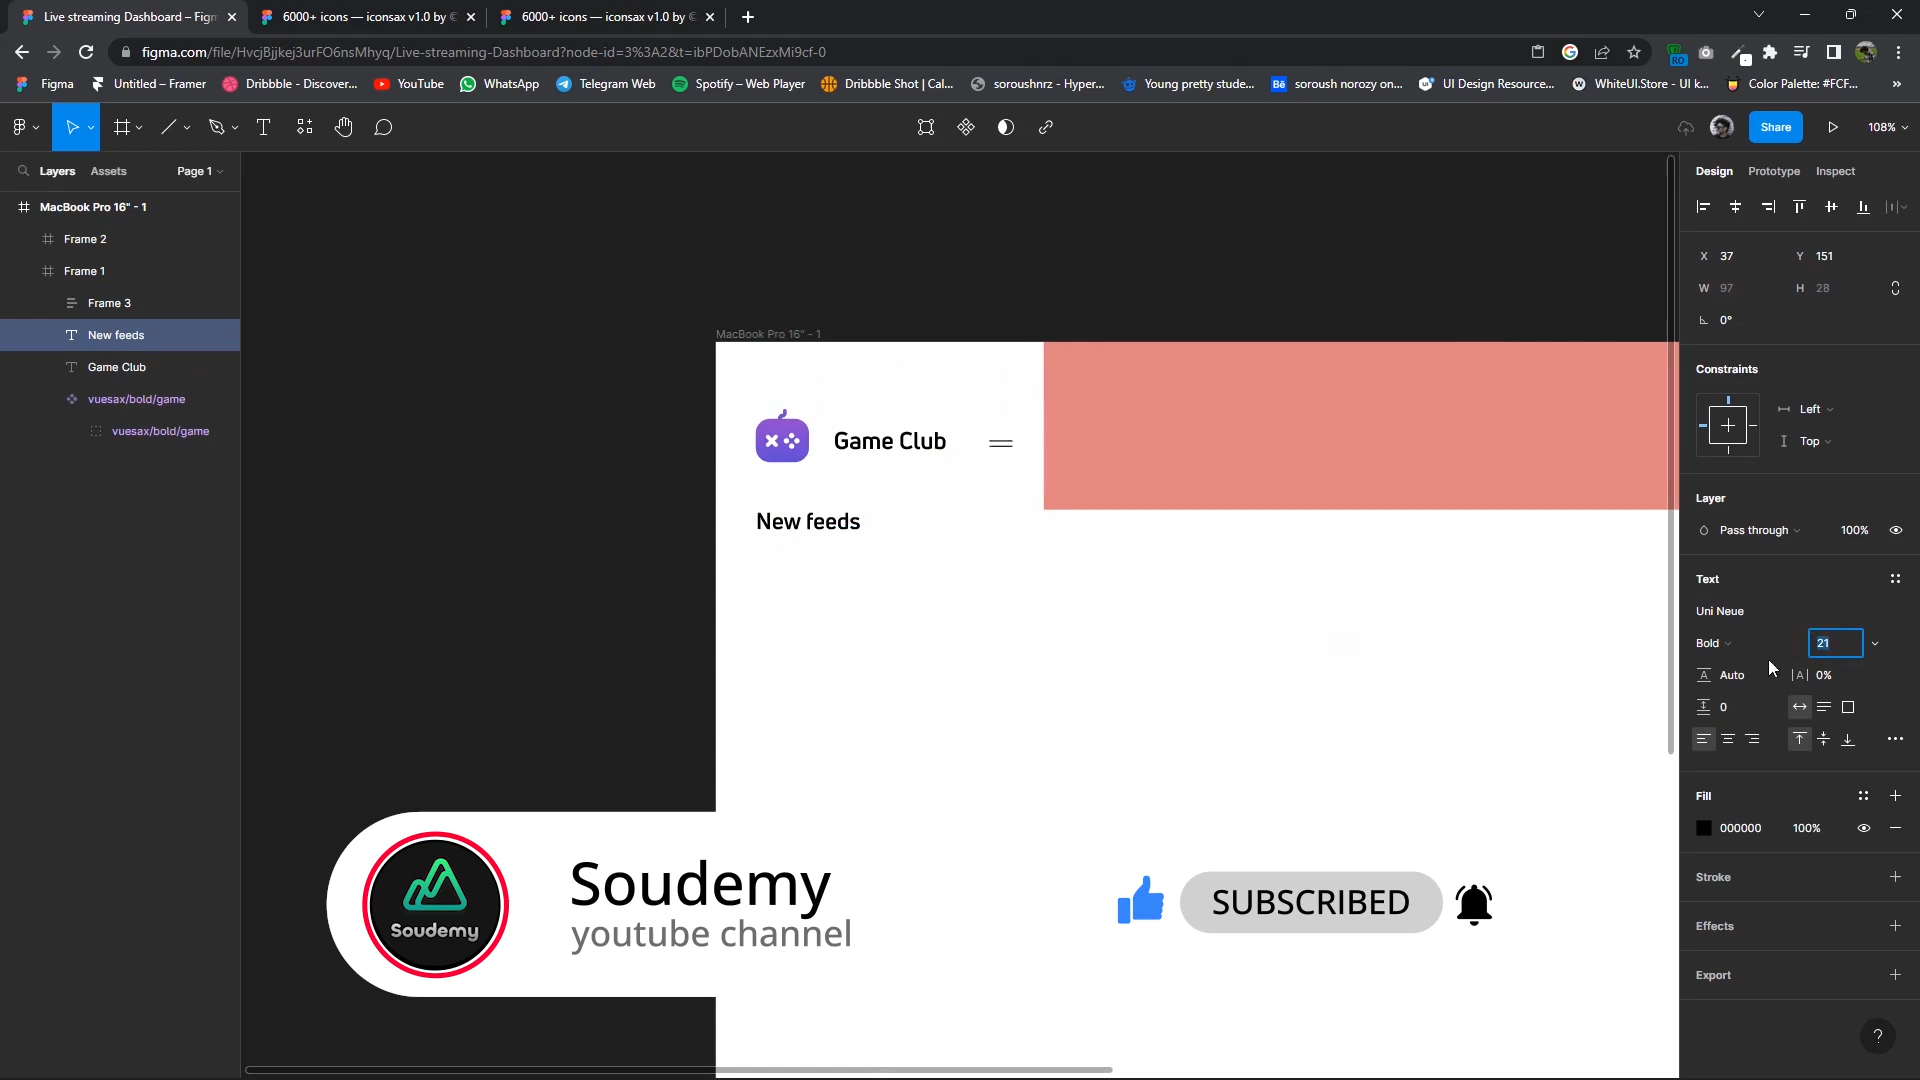 Live streaming Dashboard – Fig
6000+ icons — iconsax v1.0 by
6000+ icons — iconsax v1.0 by
figma.com/file/HvcjBjjkej3urFO6nsMhyq/Live-streaming-Dashboard?node-id=3%3A2&t=ibPDobANEzxMi9cf-0
RO
Figma
Untitled – Framer
Dribbble - Discover...
YouTube
WhatsApp
Telegram Web
Spotify – Web Player
Dribbble Shot | Cal...
soroushnrz - Hyper...
Young pretty stude...
Bē soroush norozy on...
UI Design Resource...
WhiteUI.Store - UI k...
Color Palette: #FCF...
»
Share
108%
Layers
Assets
Page 1
MacBook Pro 16" - 1
Frame 2
Frame 1
Frame 3
New feeds
Game Club
vuesax/bold/game
vuesax/bold/game
MacBook Pro 16" - 1
Game Club
New feeds
Soudemy
Soudemy
youtube channel
SUBSCRIBED
Design
Prototype
Inspect
X 37
Y 151
W 97
H 28
0°
Constraints
Left
Top
Layer
Pass through
100%
Text
Uni Neue
Bold
21
Auto
0%
0
Fill
000000
100%
Stroke
Effects
Export
?